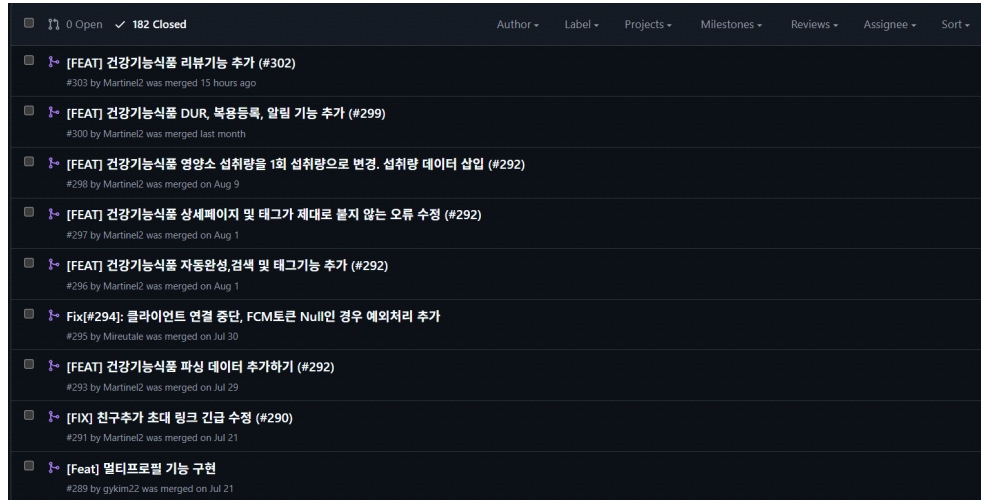 0 Open 182 Closed Author Label Projects Milestones Reviews Assignee Sort
[FEAT] 건강기능식품 리뷰기능 추가 (#302)
#303 by Martinel2 was merged 15 hours ago
[FEAT] 건강기능식품 DUR, 복용등록, 알림 기능 추가 (#299)
#300 by Martinel2 was merged last month
[FEAT] 건강기능식품 영양소 섭취량을 1회 섭취량으로 변경. 섭취량 데이터 삽입 (#292)
#298 by Martinel2 was merged on Aug 9
[FEAT] 건강기능식품 상세페이지 및 태그가 제대로 붙지 않는 오류 수정 (#292)
#297 by Martinel2 was merged on Aug 1
[FEAT] 건강기능식품 자동완성,검색 및 태그기능 추가 (#292)
#296 by Martinel2 was merged on Aug 1
Fix[#294]: 클라이언트 연결 중단, FCM토큰 Null인 경우 예외처리 추가
#295 by Mireutale was merged on Jul 30
[FEAT] 건강기능식품 파싱 데이터 추가하기 (#292)
#293 by Martinel2 was merged on Jul 29
[FIX] 친구추가 초대 링크 긴급 수정 (#290)
#291 by Martinel2 was merged on Jul 21
[Feat] 멀티프로필 기능 구현
#289 by gykim22 was merged on Jul 21